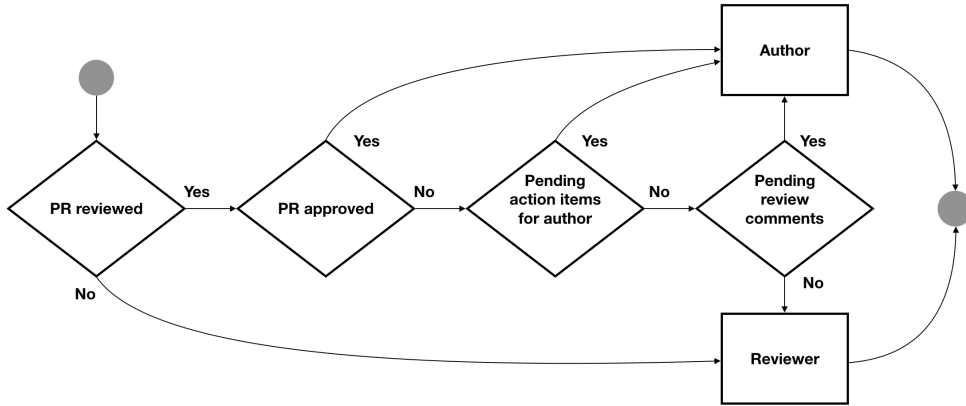 Author
Yes
Yes
Yes
PR reviewed
Yes
PR approved
No
Pending
action items
for author
No
Pending
review
comments
No
No
Reviewer